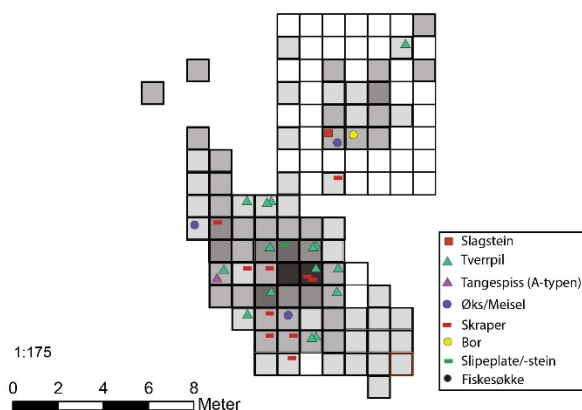 Slagstein
Tverrpil
Tangespiss (A-typen)
Øks/Meisel
Skraper
Bor
Slipeplate/-stein
Fiskesøkke
1:175
0 2 4 6 8
Meter